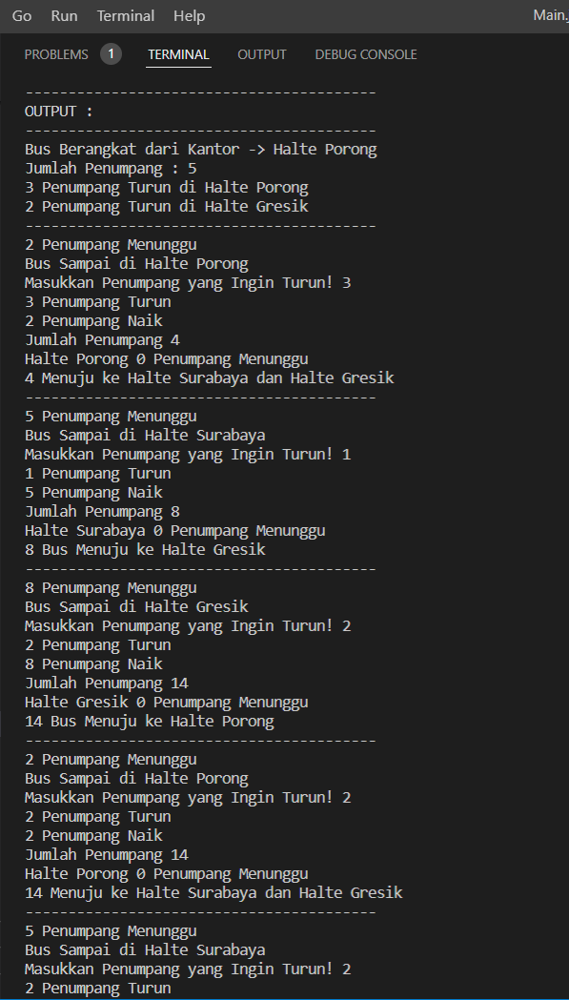 Go Run Terminal Help Main.
PROBLEMS 1 TERMINAL OUTPUT DEBUG CONSOLE
-----------------------------------------
OUTPUT :
-----------------------------------------
Bus Berangkat dari Kantor -> Halte Porong
Jumlah Penumpang : 5
3 Penumpang Turun di Halte Porong
2 Penumpang Turun di Halte Gresik
-----------------------------------------
2 Penumpang Menunggu
Bus Sampai di Halte Porong
Masukkan Penumpang yang Ingin Turun! 3
3 Penumpang Turun
2 Penumpang Naik
Jumlah Penumpang 4
Halte Porong 0 Penumpang Menunggu
4 Menuju ke Halte Surabaya dan Halte Gresik
-----------------------------------------
5 Penumpang Menunggu
Bus Sampai di Halte Surabaya
Masukkan Penumpang yang Ingin Turun! 1
1 Penumpang Turun
5 Penumpang Naik
Jumlah Penumpang 8
Halte Surabaya 0 Penumpang Menunggu
8 Bus Menuju ke Halte Gresik
-----------------------------------------
8 Penumpang Menunggu
Bus Sampai di Halte Gresik
Masukkan Penumpang yang Ingin Turun! 2
2 Penumpang Turun
8 Penumpang Naik
Jumlah Penumpang 14
Halte Gresik 0 Penumpang Menunggu
14 Bus Menuju ke Halte Porong
-----------------------------------------
2 Penumpang Menunggu
Bus Sampai di Halte Porong
Masukkan Penumpang yang Ingin Turun! 2
2 Penumpang Turun
2 Penumpang Naik
Jumlah Penumpang 14
Halte Porong 0 Penumpang Menunggu
14 Menuju ke Halte Surabaya dan Halte Gresik
-----------------------------------------
5 Penumpang Menunggu
Bus Sampai di Halte Surabaya
Masukkan Penumpang yang Ingin Turun! 2
2 Penumpang Turun